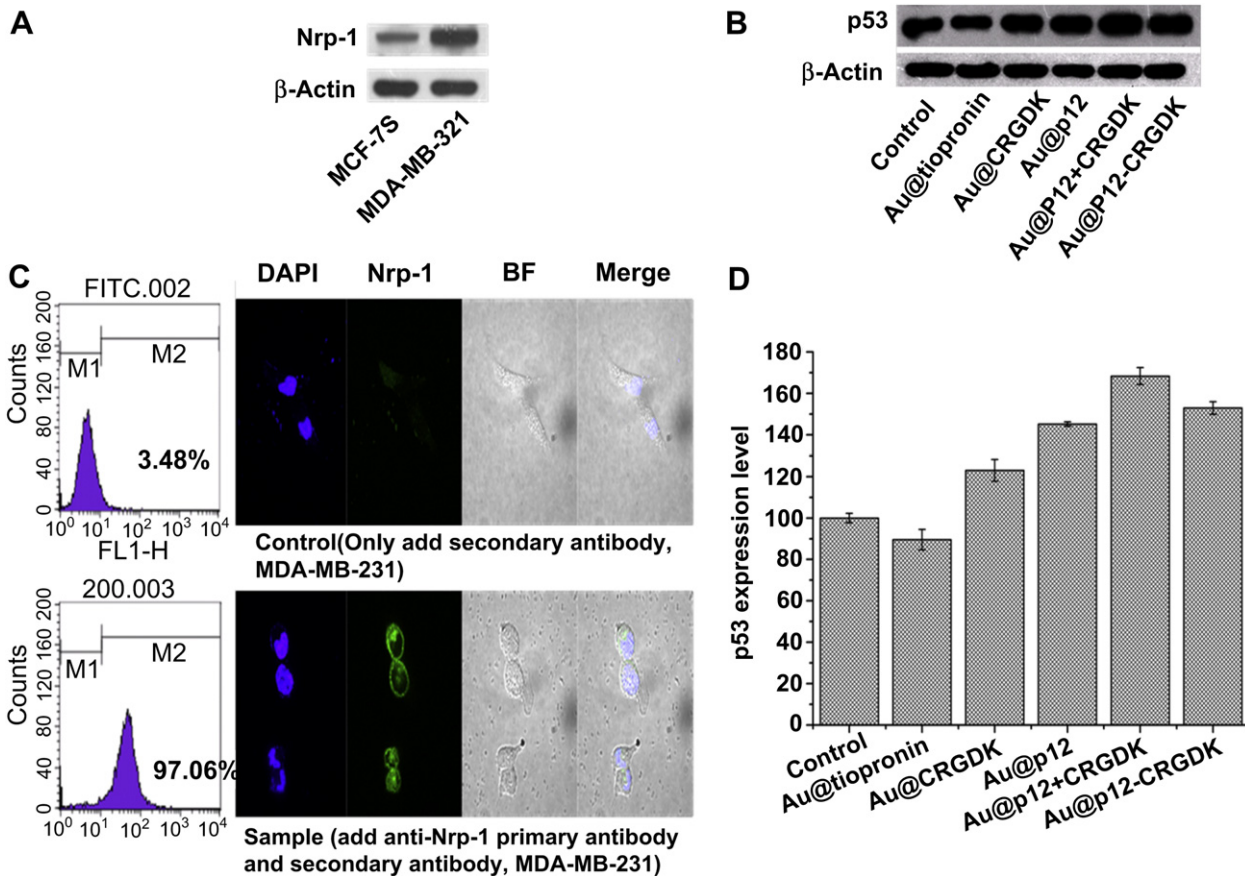 A
Nrp-1
β-Actin
MCF-7S
MDA-MB-321
B
p53
β-Actin
Control
Au@tiopronin
Au@CRGDK
Au@p12
Au@P12+CRGDK
Au@P12-CRGDK
C
FITC.002
Counts
200
160
120
80
40
0
M1
M2
3.48%
10⁰ 10¹ 10² 10³ 10⁴
FL1-H
200.003
Counts
200
160
120
80
40
0
M1
M2
97.06%
10⁰ 10¹ 10² 10³ 10⁴
DAPI Nrp-1 BF Merge
Control(Only add secondary antibody,
MDA-MB-231)
Sample (add anti-Nrp-1 primary antibody
and secondary antibody, MDA-MB-231)
D
p53 expression level
180
160
140
120
100
80
60
40
20
0
Control
Au@tiopronin
Au@CRGDK
Au@p12
Au@p12+CRGDK
Au@p12-CRGDK